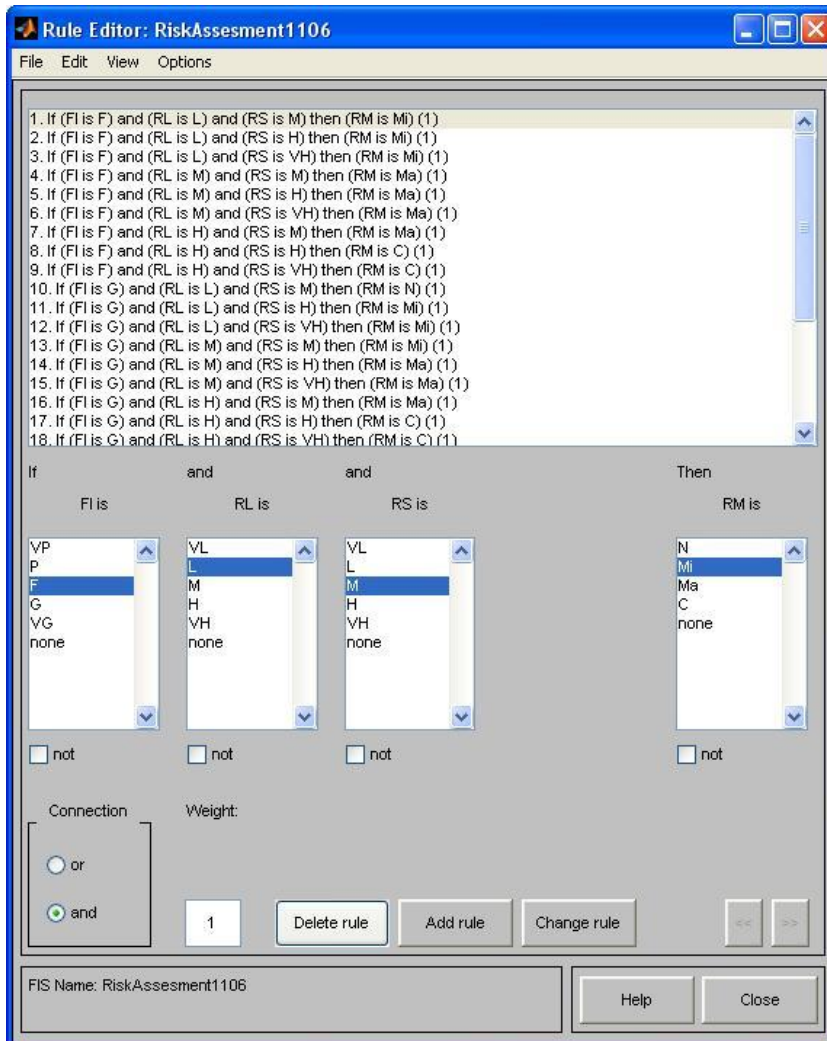 Rule Editor: RiskAssesment1106
File Edit View Options
1. If (FI is F) and (RL is L) and (RS is M) then (RM is Mi) (1)
2. If (FI is F) and (RL is L) and (RS is H) then (RM is Mi) (1)
3. If (FI is F) and (RL is L) and (RS is VH) then (RM is Mi) (1)
4. If (FI is F) and (RL is M) and (RS is M) then (RM is Ma) (1)
5. If (FI is F) and (RL is M) and (RS is H) then (RM is Ma) (1)
6. If (FI is F) and (RL is M) and (RS is VH) then (RM is Ma) (1)
7. If (FI is F) and (RL is H) and (RS is M) then (RM is Ma) (1)
8. If (FI is F) and (RL is H) and (RS is H) then (RM is C) (1)
9. If (FI is F) and (RL is H) and (RS is VH) then (RM is C) (1)
10. If (FI is G) and (RL is L) and (RS is M) then (RM is N) (1)
11. If (FI is G) and (RL is L) and (RS is H) then (RM is Mi) (1)
12. If (FI is G) and (RL is L) and (RS is VH) then (RM is Mi) (1)
13. If (FI is G) and (RL is M) and (RS is M) then (RM is Mi) (1)
14. If (FI is G) and (RL is M) and (RS is H) then (RM is Ma) (1)
15. If (FI is G) and (RL is M) and (RS is VH) then (RM is Ma) (1)
16. If (FI is G) and (RL is H) and (RS is M) then (RM is Ma) (1)
17. If (FI is G) and (RL is H) and (RS is H) then (RM is C) (1)
18. If (FI is G) and (RL is H) and (RS is VH) then (RM is C) (1)
If and and Then
FI is RL is RS is RM is
VP VL VL N
P L L Mi
F M M Ma
G H H C
VG VH VH none
none none none
not not not not
Connection Weight:
or
and 1 Delete rule Add rule Change rule << >>
FIS Name: RiskAssesment1106
Help Close